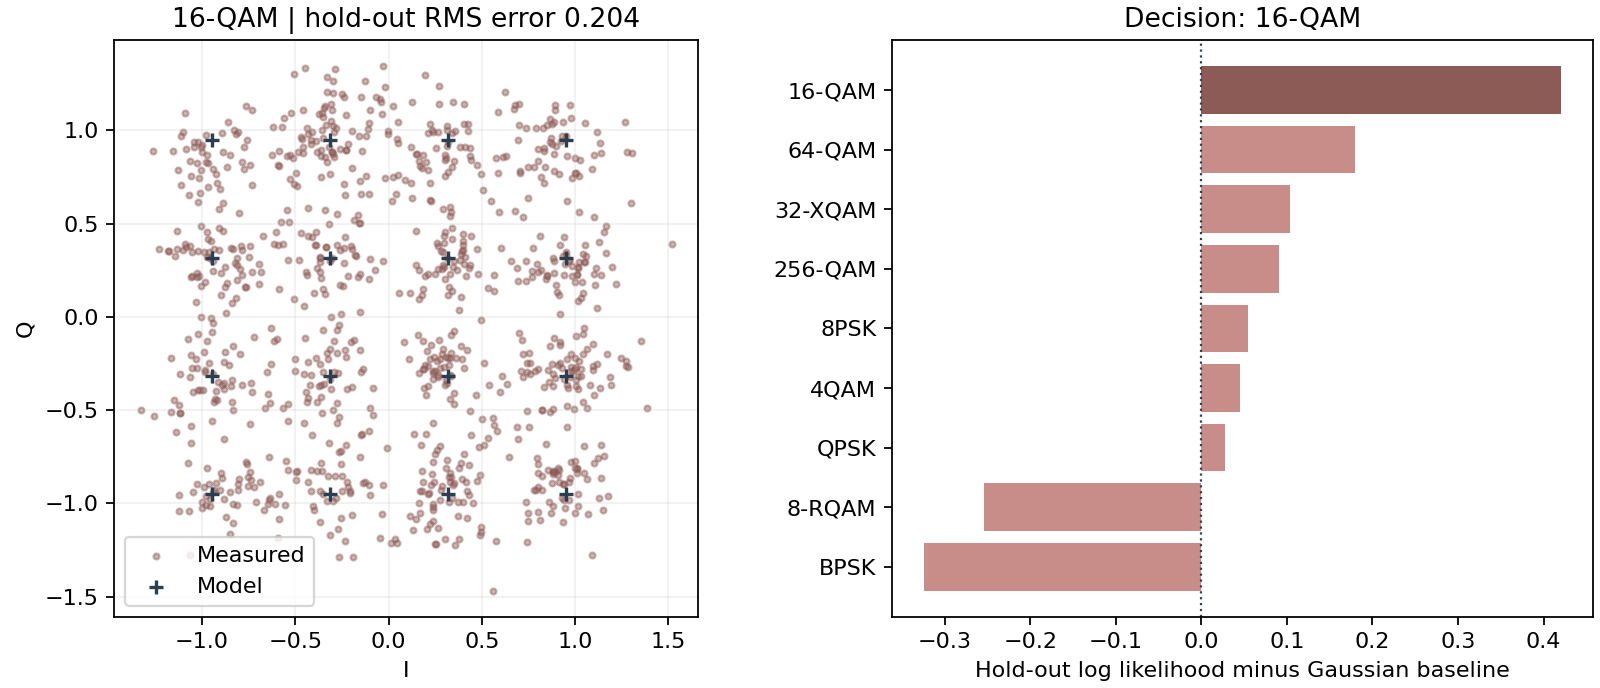 16-QAM | hold-out RMS error 0.204
1.0
0.5
0.0
−0.5
−1.0
−1.5
Q
Measured
Model
−1.0
−0.5
0.0
0.5
1.0
1.5
I
Decision: 16-QAM
16-QAM
64-QAM
32-XQAM
256-QAM
8PSK
4QAM
QPSK
8-RQAM
BPSK
−0.3
−0.2
−0.1
0.0
0.1
0.2
0.3
0.4
Hold-out log likelihood minus Gaussian baseline